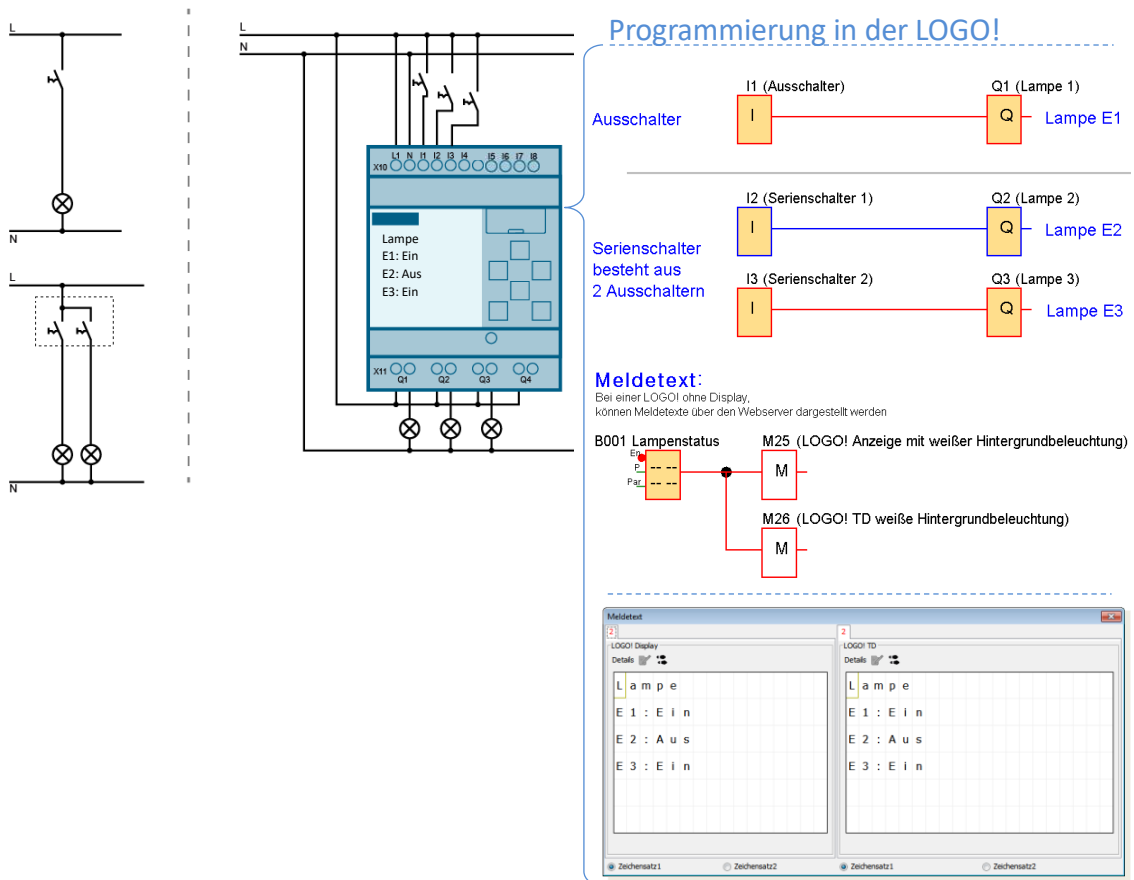 L
N
L
N
L
N
L1 N I1 I2 I3 I4 I5 I6 I7 I8
X10
Lampe
E1: Ein
E2: Aus
E3: Ein
X11
Q1 Q2 Q3 Q4
Programmierung in der LOGO!
I1 (Ausschalter) Q1 (Lampe 1)
Ausschalter I Q Lampe E1
I2 (Serienschalter 1) Q2 (Lampe 2)
I Q Lampe E2
Serienschalter
besteht aus
2 Ausschaltern
I3 (Serienschalter 2) Q3 (Lampe 3)
I Q Lampe E3
Meldetext:
Bei einer LOGO! ohne Display,
können Meldetexte über den Webserver dargestellt werden
B001 Lampenstatus M25 (LOGO! Anzeige mit weißer Hintergrundbeleuchtung)
En
P
Par
M
M26 (LOGO! TD weiße Hintergrundbeleuchtung)
M
Meldetext
2 2
LOGO! Display LOGO! TD
Details Details
Lampe Lampe
E1:Ein E1:Ein
E2:Aus E2:Aus
E3:Ein E3:Ein
Zeichensatz1 Zeichensatz2 Zeichensatz1 Zeichensatz2